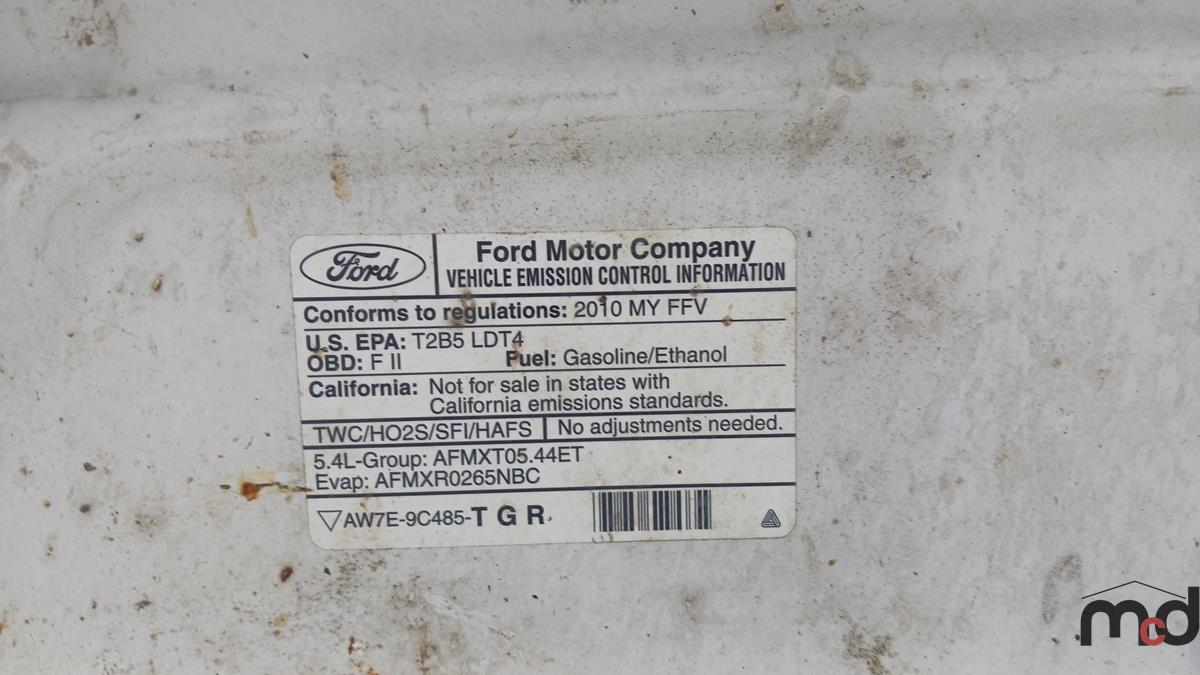 Ford
Ford Motor Company
VEHICLE EMISSION CONTROL INFORMATION
Conforms to regulations: 2010 MY FFV
U.S. EPA: T2B5 LDT4
OBD: F II Fuel: Gasoline/Ethanol
California: Not for sale in states with
California emissions standards.
TWC/HO2S/SFI/HAFS No adjustments needed.
5.4L-Group: AFMXT05.44ET
Evap: AFMXR0265NBC
AW7E-9C485-T G R
mcd